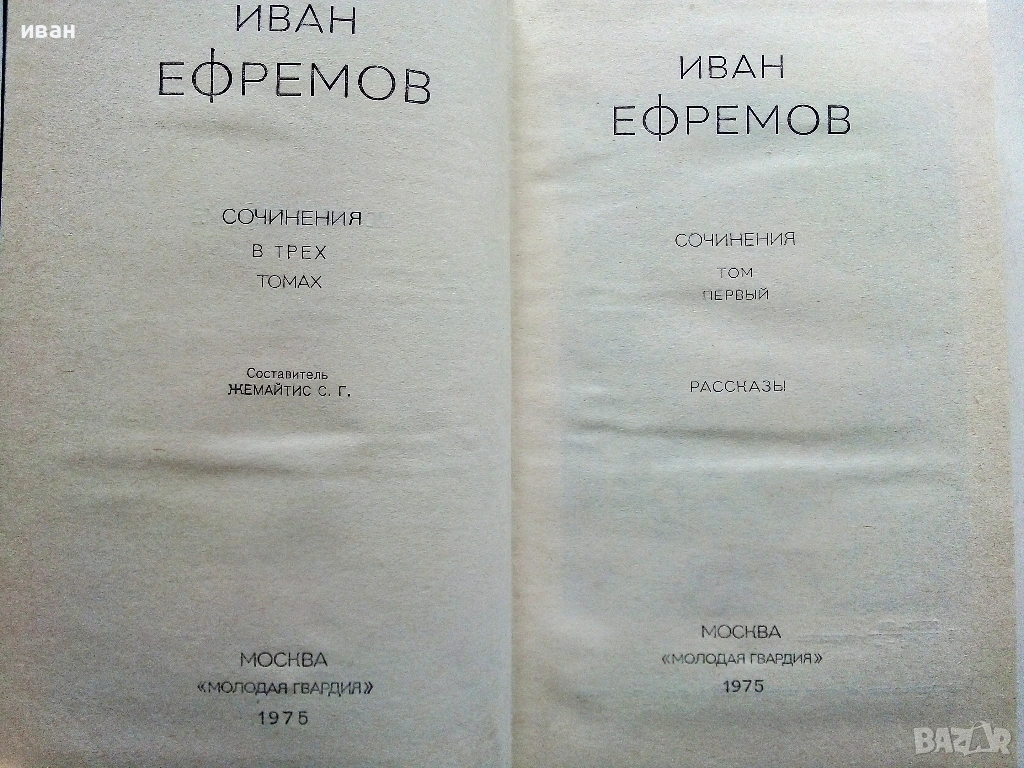 иван
ИВАН
ЕФРЕМОВ
СОЧИНЕНИЯ
В ТРЕХ
ТОМАХ
Составитель
ЖЕМАЙТИС С. Г.
МОСКВА
«МОЛОДАЯ ГВАРДИЯ»
1975
ИВАН
ЕФРЕМОВ
СОЧИНЕНИЯ
ТОМ
ПЕРВЫЙ
РАССКАЗЫ
МОСКВА
«МОЛОДАЯ ГВАРДИЯ»
1975
BAZAR